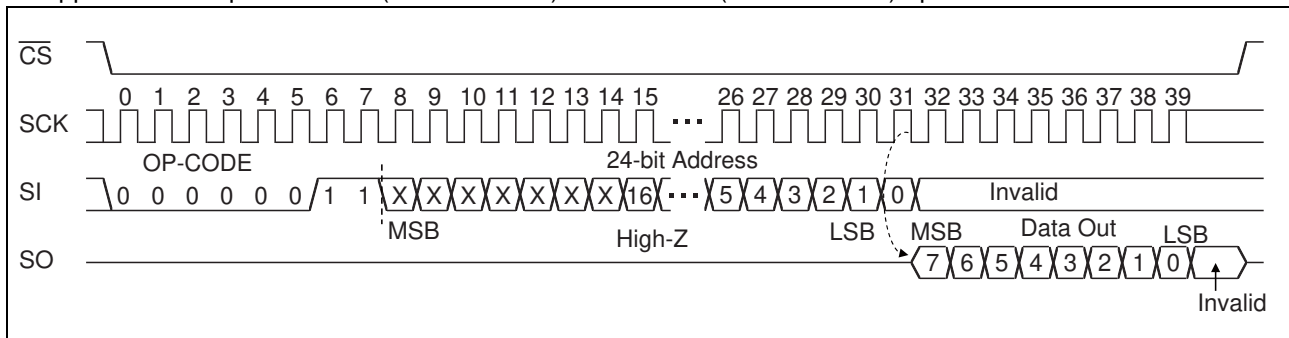 CS
0 1 2 3 4 5 6 7 8 9 10 11 12 13 14 15 26 27 28 29 30 31 32 33 34 35 36 37 38 39
SCK ...
OP-CODE 24-bit Address
SI 0 0 0 0 0 0 1 1 X X X X X X X 16 ... 5 4 3 2 1 0 Invalid
MSB High-Z LSB MSB Data Out LSB
SO 7 6 5 4 3 2 1 0
Invalid